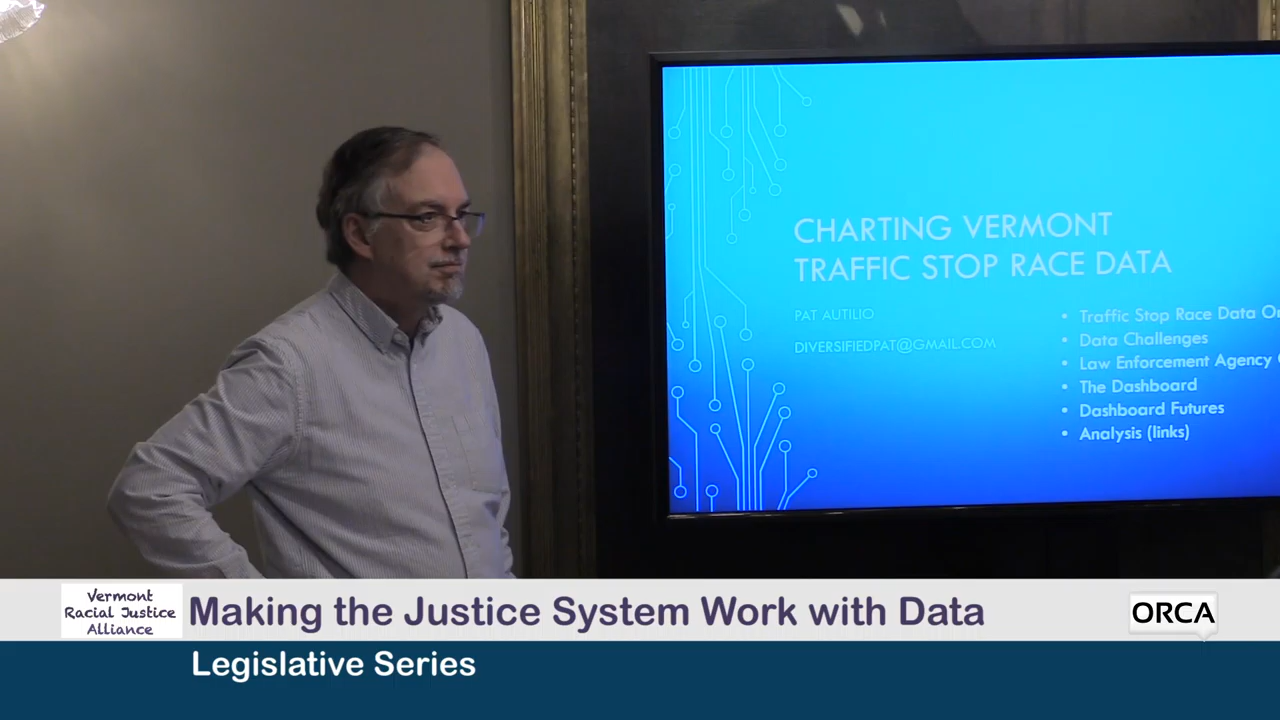 CHARTING VERMONT
TRAFFIC STOP RACE DATA
PAT AUTILIO
DIVERSIFIEDPAT@GMAIL.COM
• Traffic Stop Race Data
• Data Challenges
• Law Enforcement Agency
• The Dashboard
• Dashboard Futures
• Analysis (links)
Vermont
Racial Justice
Alliance
Making the Justice System Work with Data
ORCA
Legislative Series